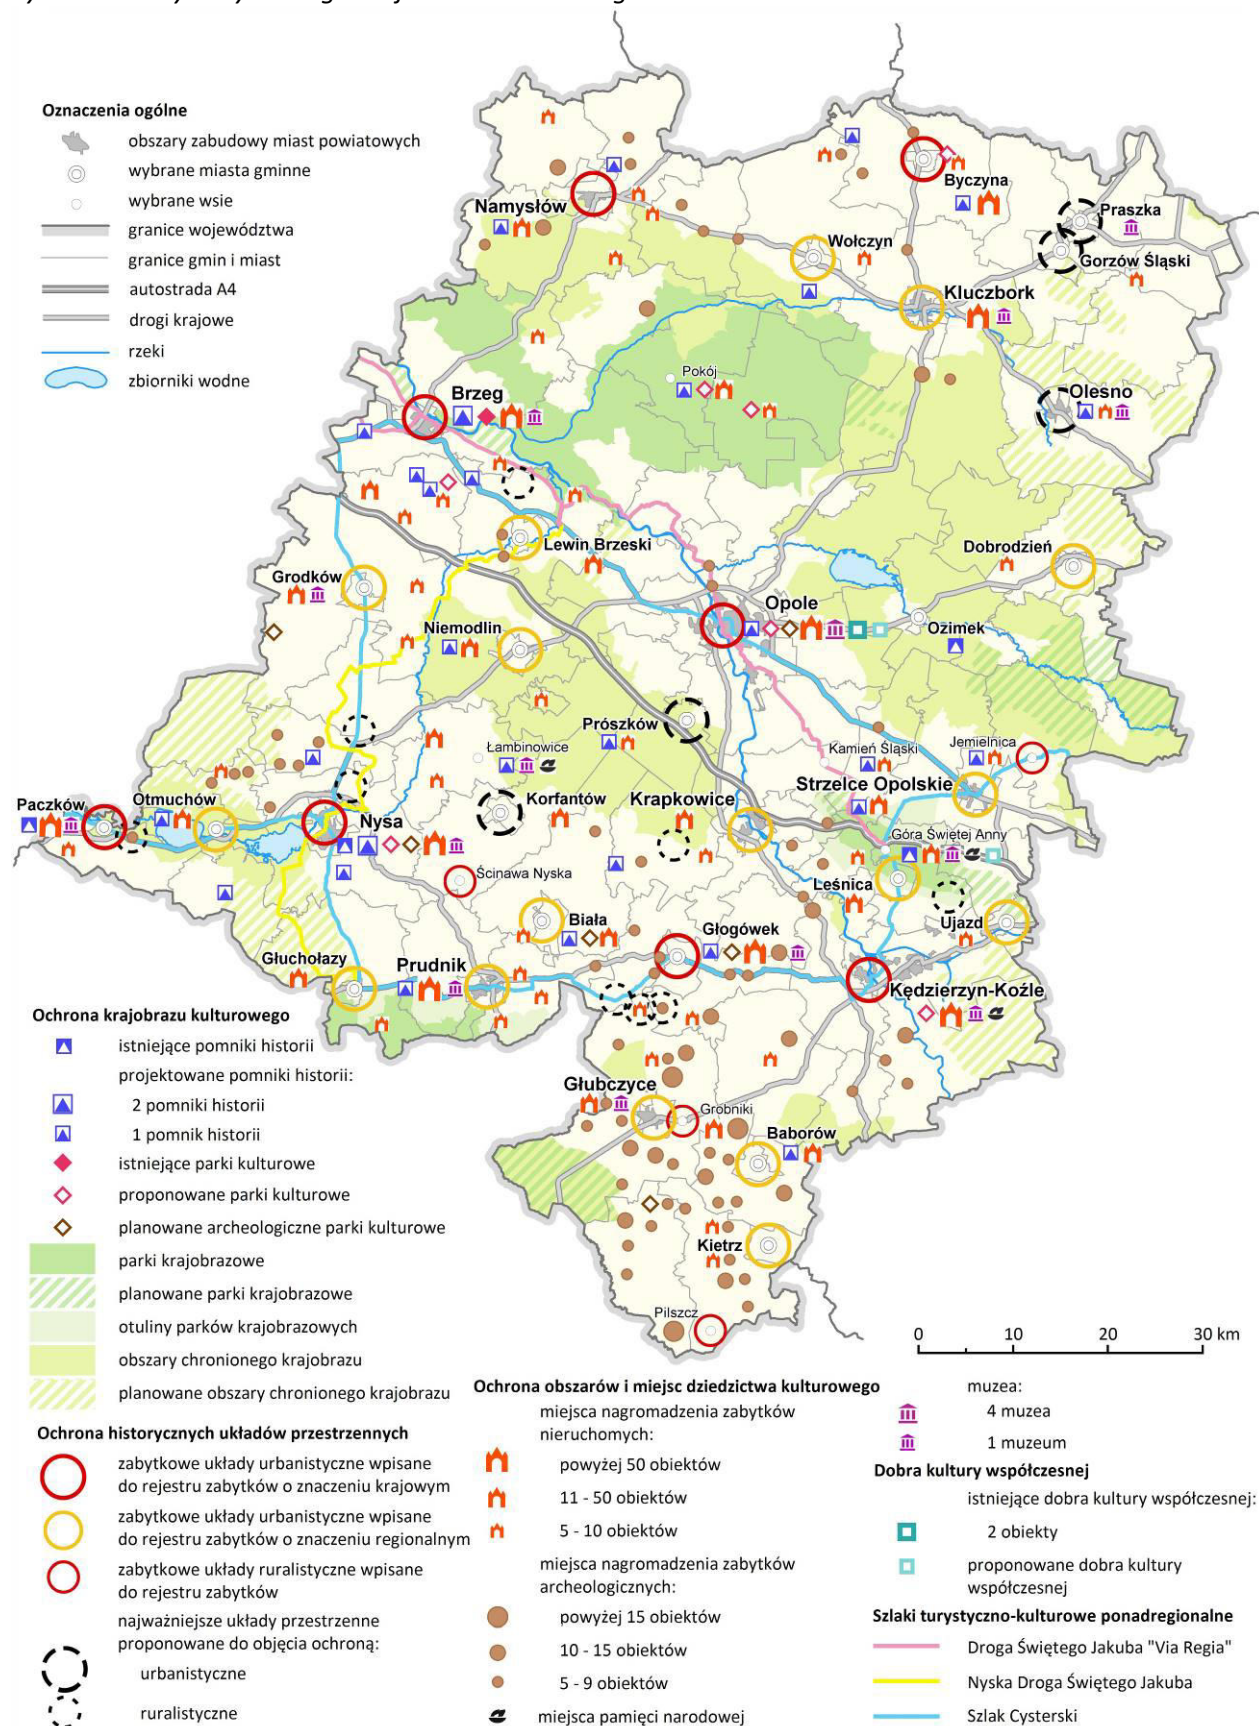 Oznaczenia ogólne
obszary zabudowy miast powiatowych
wybrane miasta gminne
wybrane wsie
granice województwa
granice gmin i miast
autostrada A4
drogi krajowe
rzeki
zbiorniki wodne
Namysłów
Byczyna
Praszka
Wołczyn
Gorzów Śląski
Kluczbork
Pokój
Brzeg
Olesno
Lewin Brzeski
Dobrodzień
Grodków
Opole
Niemodlin
Ozimek
Prószków
Łambinowice
Kamień Śląski
Jemielnica
Strzelce Opolskie
Paczków
Otmuchów
Nysa
Korfantów
Krapkowice
Góra Świętej Anny
Ścinawa Nyska
Leśnica
Biała
Głogówek
Ujazd
Głuchołazy
Prudnik
Kędzierzyn-Koźle
Głubczyce
Grobniki
Baborów
Kietrz
Pilszcz
0 10 20 30 km
Ochrona krajobrazu kulturowego
istniejące pomniki historii
projektowane pomniki historii:
2 pomniki historii
1 pomnik historii
istniejące parki kulturowe
proponowane parki kulturowe
planowane archeologiczne parki kulturowe
parki krajobrazowe
planowane parki krajobrazowe
otuliny parków krajobrazowych
obszary chronionego krajobrazu
planowane obszary chronionego krajobrazu
Ochrona historycznych układów przestrzennych
zabytkowe układy urbanistyczne wpisane
do rejestru zabytków o znaczeniu krajowym
zabytkowe układy urbanistyczne wpisane
do rejestru zabytków o znaczeniu regionalnym
zabytkowe układy ruralistyczne wpisane
do rejestru zabytków
najważniejsze układy przestrzenne
proponowane do objęcia ochroną:
urbanistyczne
ruralistyczne
Ochrona obszarów i miejsc dziedzictwa kulturowego
miejsca nagromadzenia zabytków
nieruchomych:
powyżej 50 obiektów
11 - 50 obiektów
5 - 10 obiektów
miejsca nagromadzenia zabytków
archeologicznych:
powyżej 15 obiektów
10 - 15 obiektów
5 - 9 obiektów
miejsca pamięci narodowej
muzea:
4 muzea
1 muzeum
Dobra kultury współczesnej
istniejące dobra kultury współczesnej:
2 obiekty
proponowane dobra kultury
współczesnej
Szlaki turystyczno-kulturowe ponadregionalne
Droga Świętego Jakuba "Via Regia"
Nyska Droga Świętego Jakuba
Szlak Cysterski